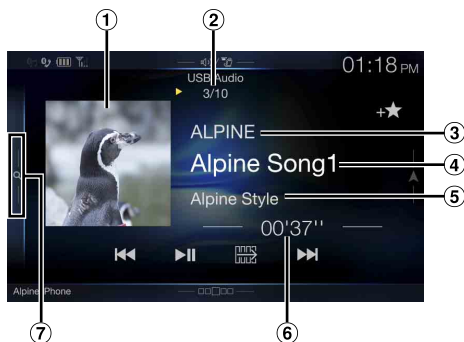 ① ②
01:18 PM
USB Audio
3/10
ALPINE ③
Alpine Song1 ④
Alpine Style ⑤
00'37''
Alpine Phone
⑦ ⑥